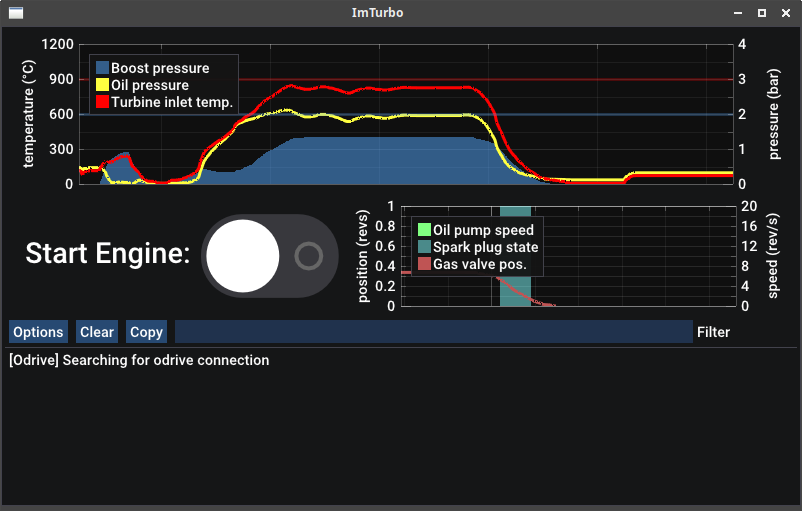 ImTurbo
1200
900
600
300
0
temperature (°C)
Boost pressure
Oil pressure
Turbine inlet temp.
4
3
2
1
0
pressure (bar)
Start Engine:
1
0.8
0.6
0.4
0.2
0
position (revs)
Oil pump speed
Spark plug state
Gas valve pos.
20
16
12
8
4
0
speed (rev/s)
Options Clear Copy Filter
[Odrive] Searching for odrive connection